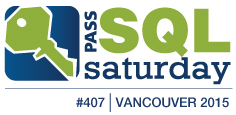 PASS
SQL
saturday
#407 | VANCOUVER 2015